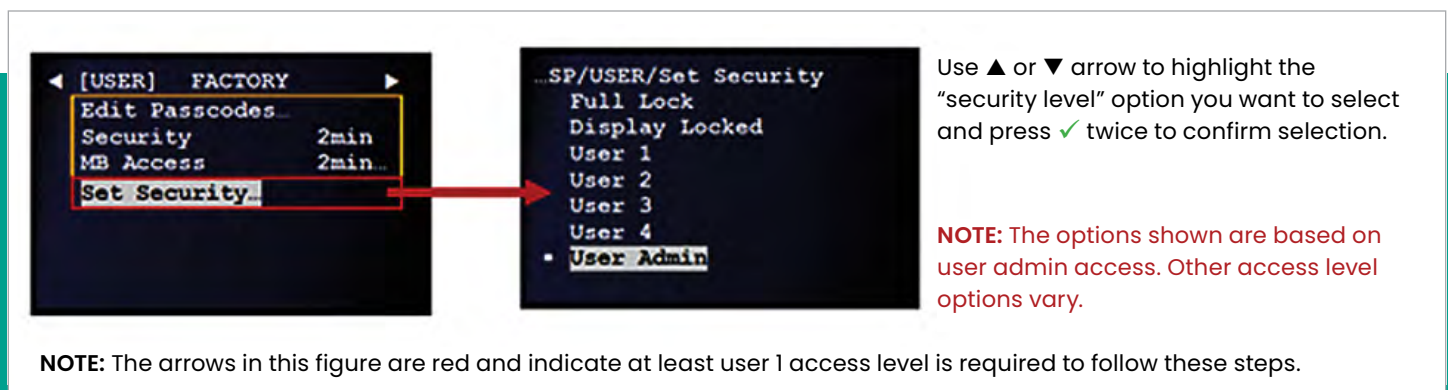 ◀ [USER] FACTORY ▶
Edit Passcodes…
Security 2min
MB Access 2min…
Set Security…
…SP/USER/Set Security
Full Lock
Display Locked
User 1
User 2
User 3
User 4
▪ User Admin
Use ▲ or ▼ arrow to highlight the
“security level” option you want to select
and press ✓ twice to confirm selection.
NOTE: The options shown are based on
user admin access. Other access level
options vary.
NOTE: The arrows in this figure are red and indicate at least user 1 access level is required to follow these steps.